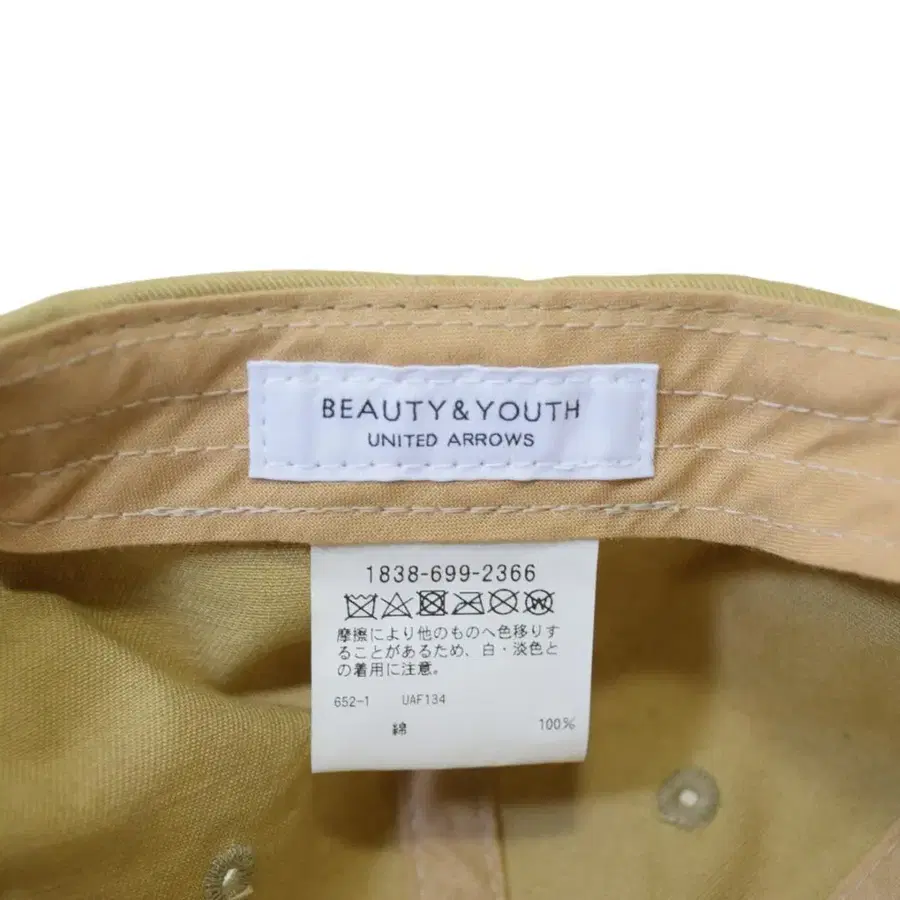 BEAUTY&YOUTH
UNITED ARROWS
1838-699-2366
摩擦により他のものへ色移りす
ることがあるため、白・淡色と
の着用に注意。
652-1 UAF134
綿 100%